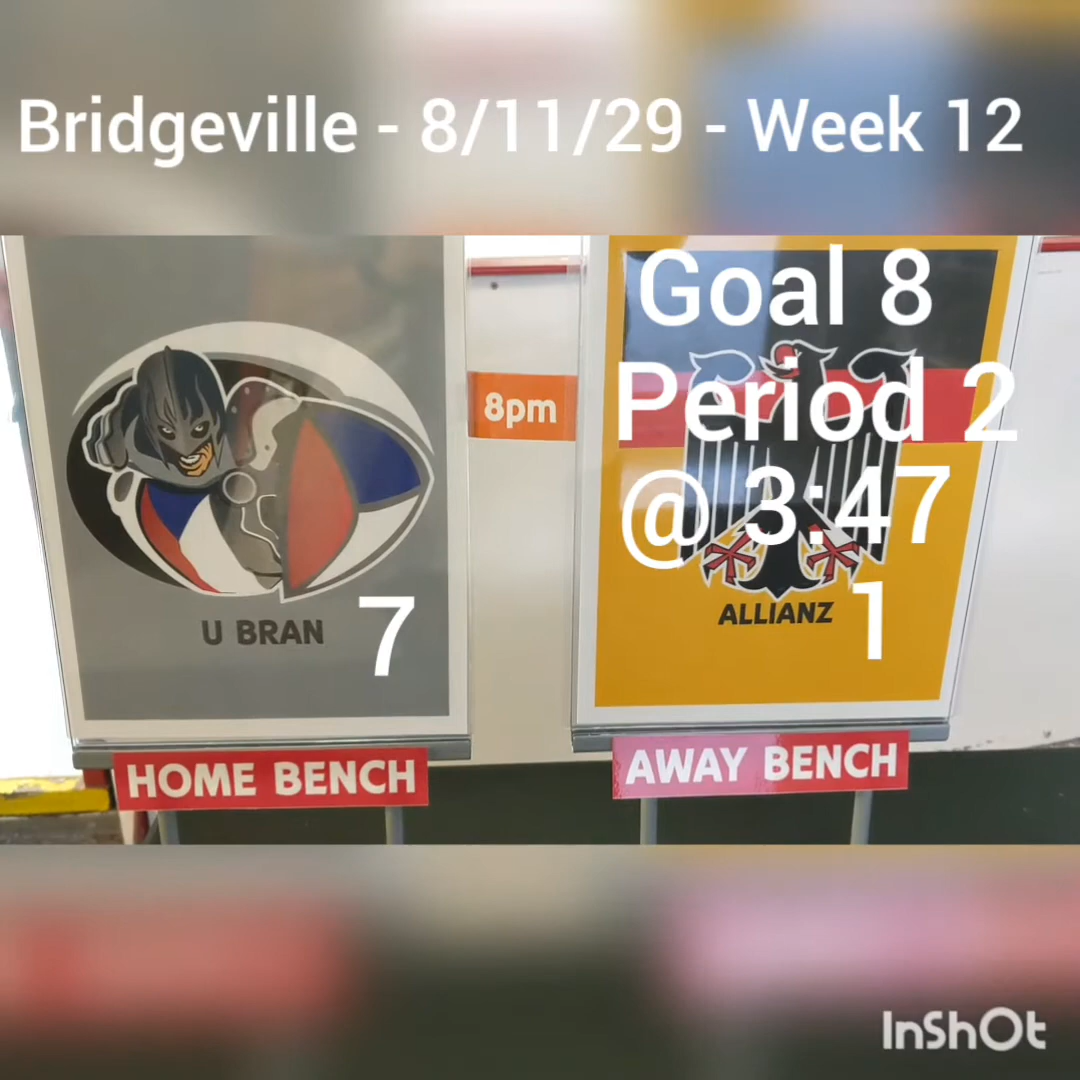 Bridgeville - 8/11/29 - Week 12
Goal 8
Period 2
@ 3:47
8pm
U BRAN
7
ALLIANZ
1
HOME BENCH
AWAY BENCH
InShOt